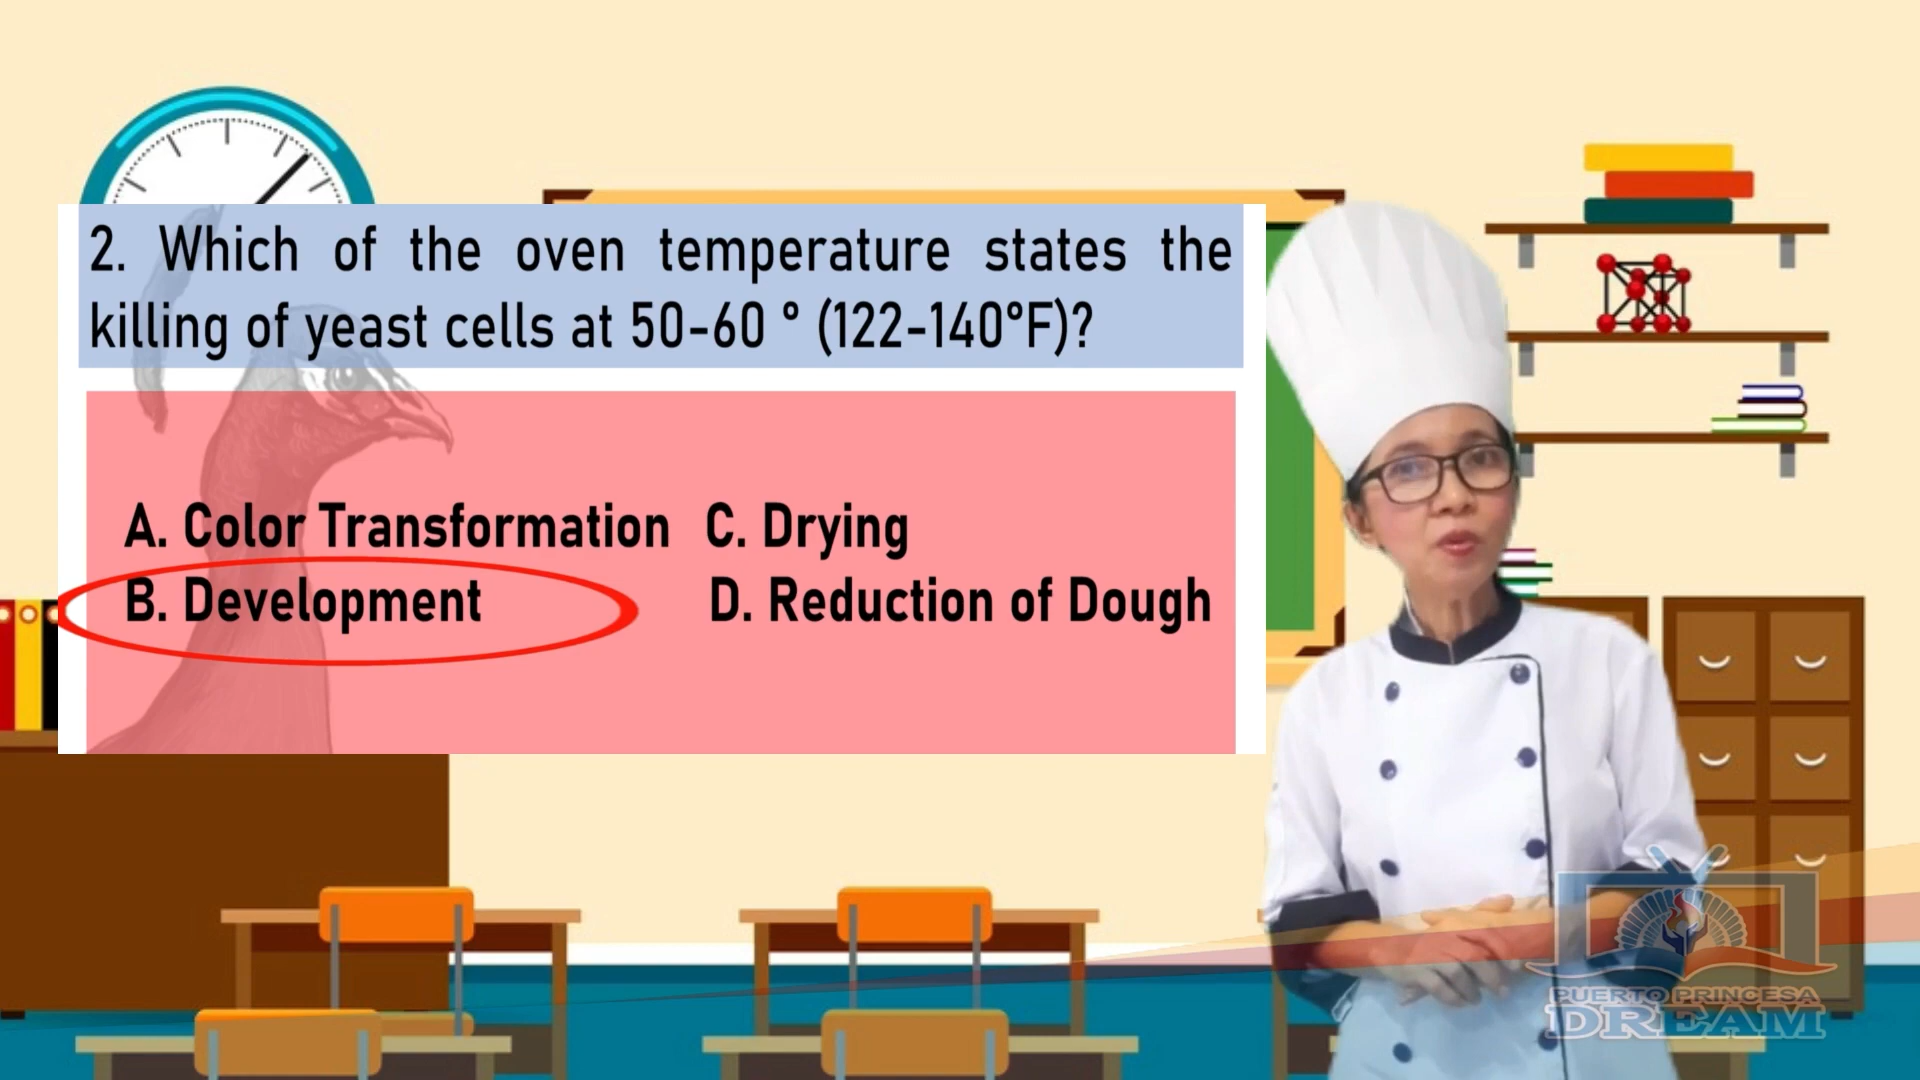 2. Which of the oven temperature states the
killing of yeast cells at 50-60 ° (122-140°F)?
A. Color Transformation C. Drying
B. Development D. Reduction of Dough
PUERTO PRINCESA
DREAM